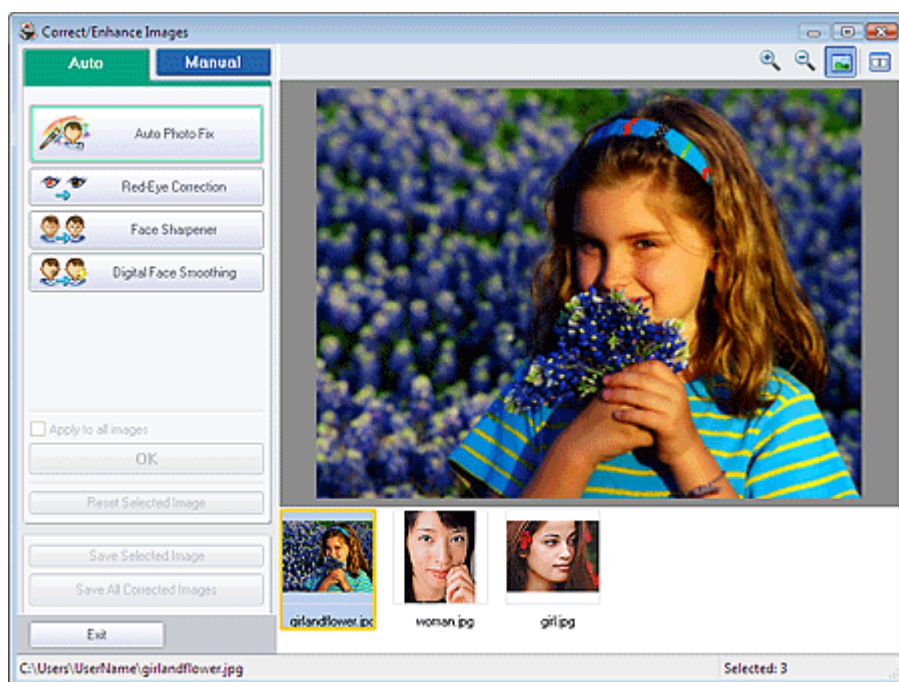 Correct/Enhance Images
Auto
Manual
Auto Photo Fix
Red-Eye Correction
Face Sharpener
Digital Face Smoothing
Apply to all images
OK
Reset Selected Image
Save Selected Image
Save All Corrected Images
Exit
girlandflower.jpg
woman.jpg
girl.jpg
C:\Users\UserName\girlandflower.jpg
Selected: 3